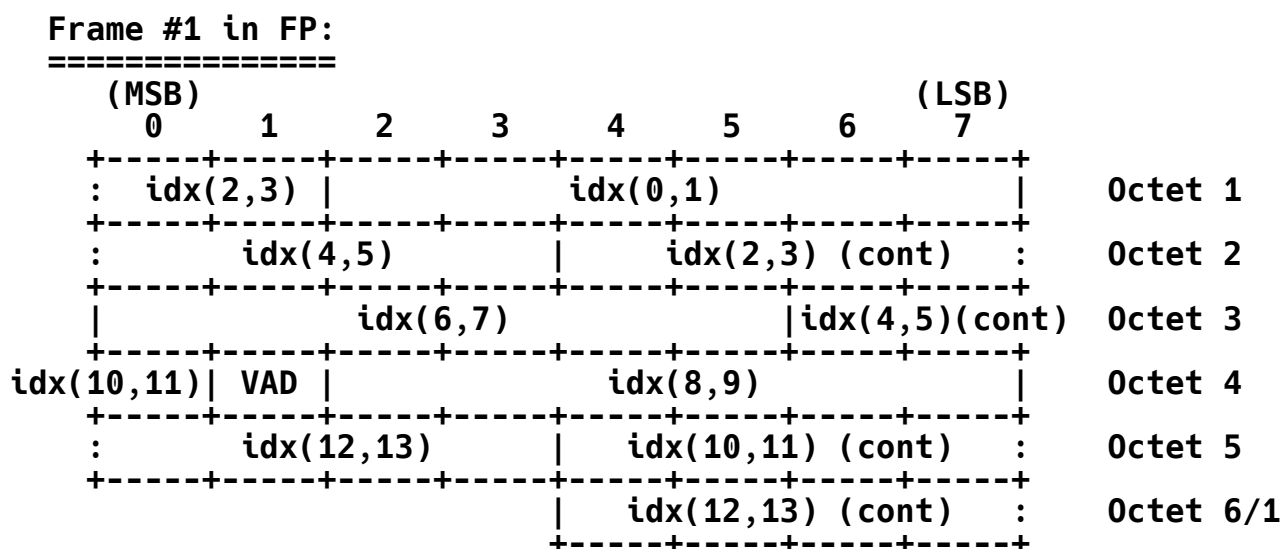 Frame #1 in FP:
===============
(MSB) (LSB)
0 1 2 3 4 5 6 7
+-----+-----+-----+-----+-----+-----+-----+-----+
: idx(2,3) | idx(0,1) | Octet 1
+-----+-----+-----+-----+-----+-----+-----+-----+
: idx(4,5) | idx(2,3) (cont) : Octet 2
+-----+-----+-----+-----+-----+-----+-----+-----+
| idx(6,7) |idx(4,5)(cont) Octet 3
+-----+-----+-----+-----+-----+-----+-----+-----+
idx(10,11)| VAD | idx(8,9) | Octet 4
+-----+-----+-----+-----+-----+-----+-----+-----+
: idx(12,13) | idx(10,11) (cont) : Octet 5
+-----+-----+-----+-----+-----+-----+-----+-----+
| idx(12,13) (cont) : Octet 6/1
+-----+-----+-----+-----+